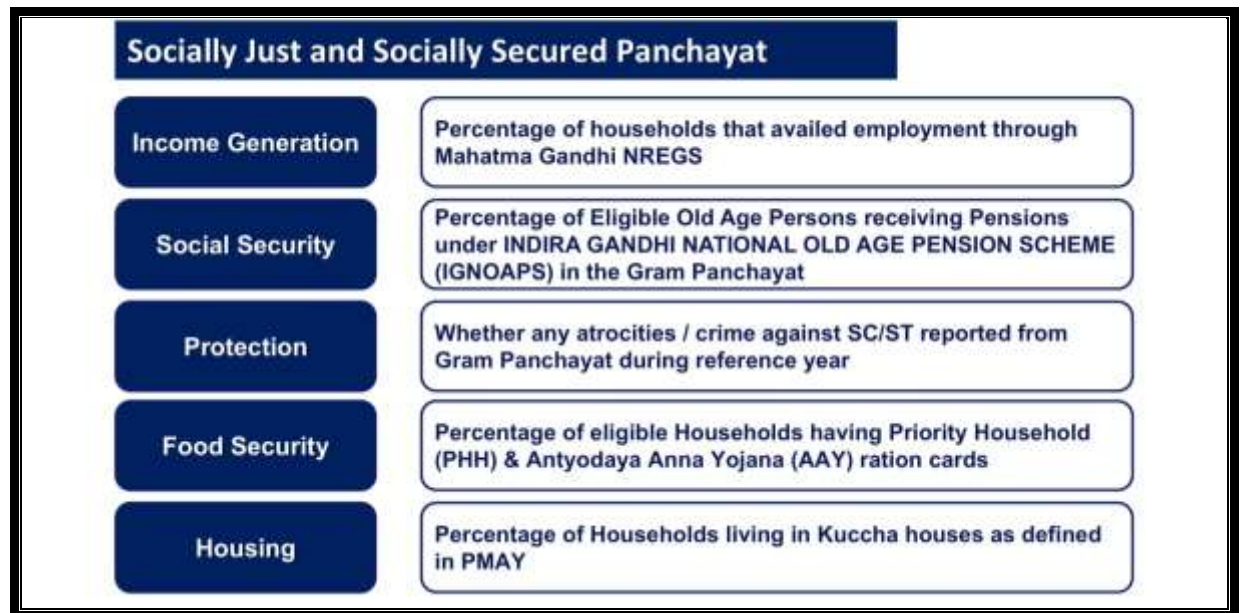 Socially Just and Socially Secured Panchayat
Income Generation
Percentage of households that availed employment through
Mahatma Gandhi NREGS
Social Security
Percentage of Eligible Old Age Persons receiving Pensions
under INDIRA GANDHI NATIONAL OLD AGE PENSION SCHEME
(IGNOAPS) in the Gram Panchayat
Protection
Whether any atrocities / crime against SC/ST reported from
Gram Panchayat during reference year
Food Security
Percentage of eligible Households having Priority Household
(PHH) & Antyodaya Anna Yojana (AAY) ration cards
Housing
Percentage of Households living in Kuccha houses as defined
in PMAY